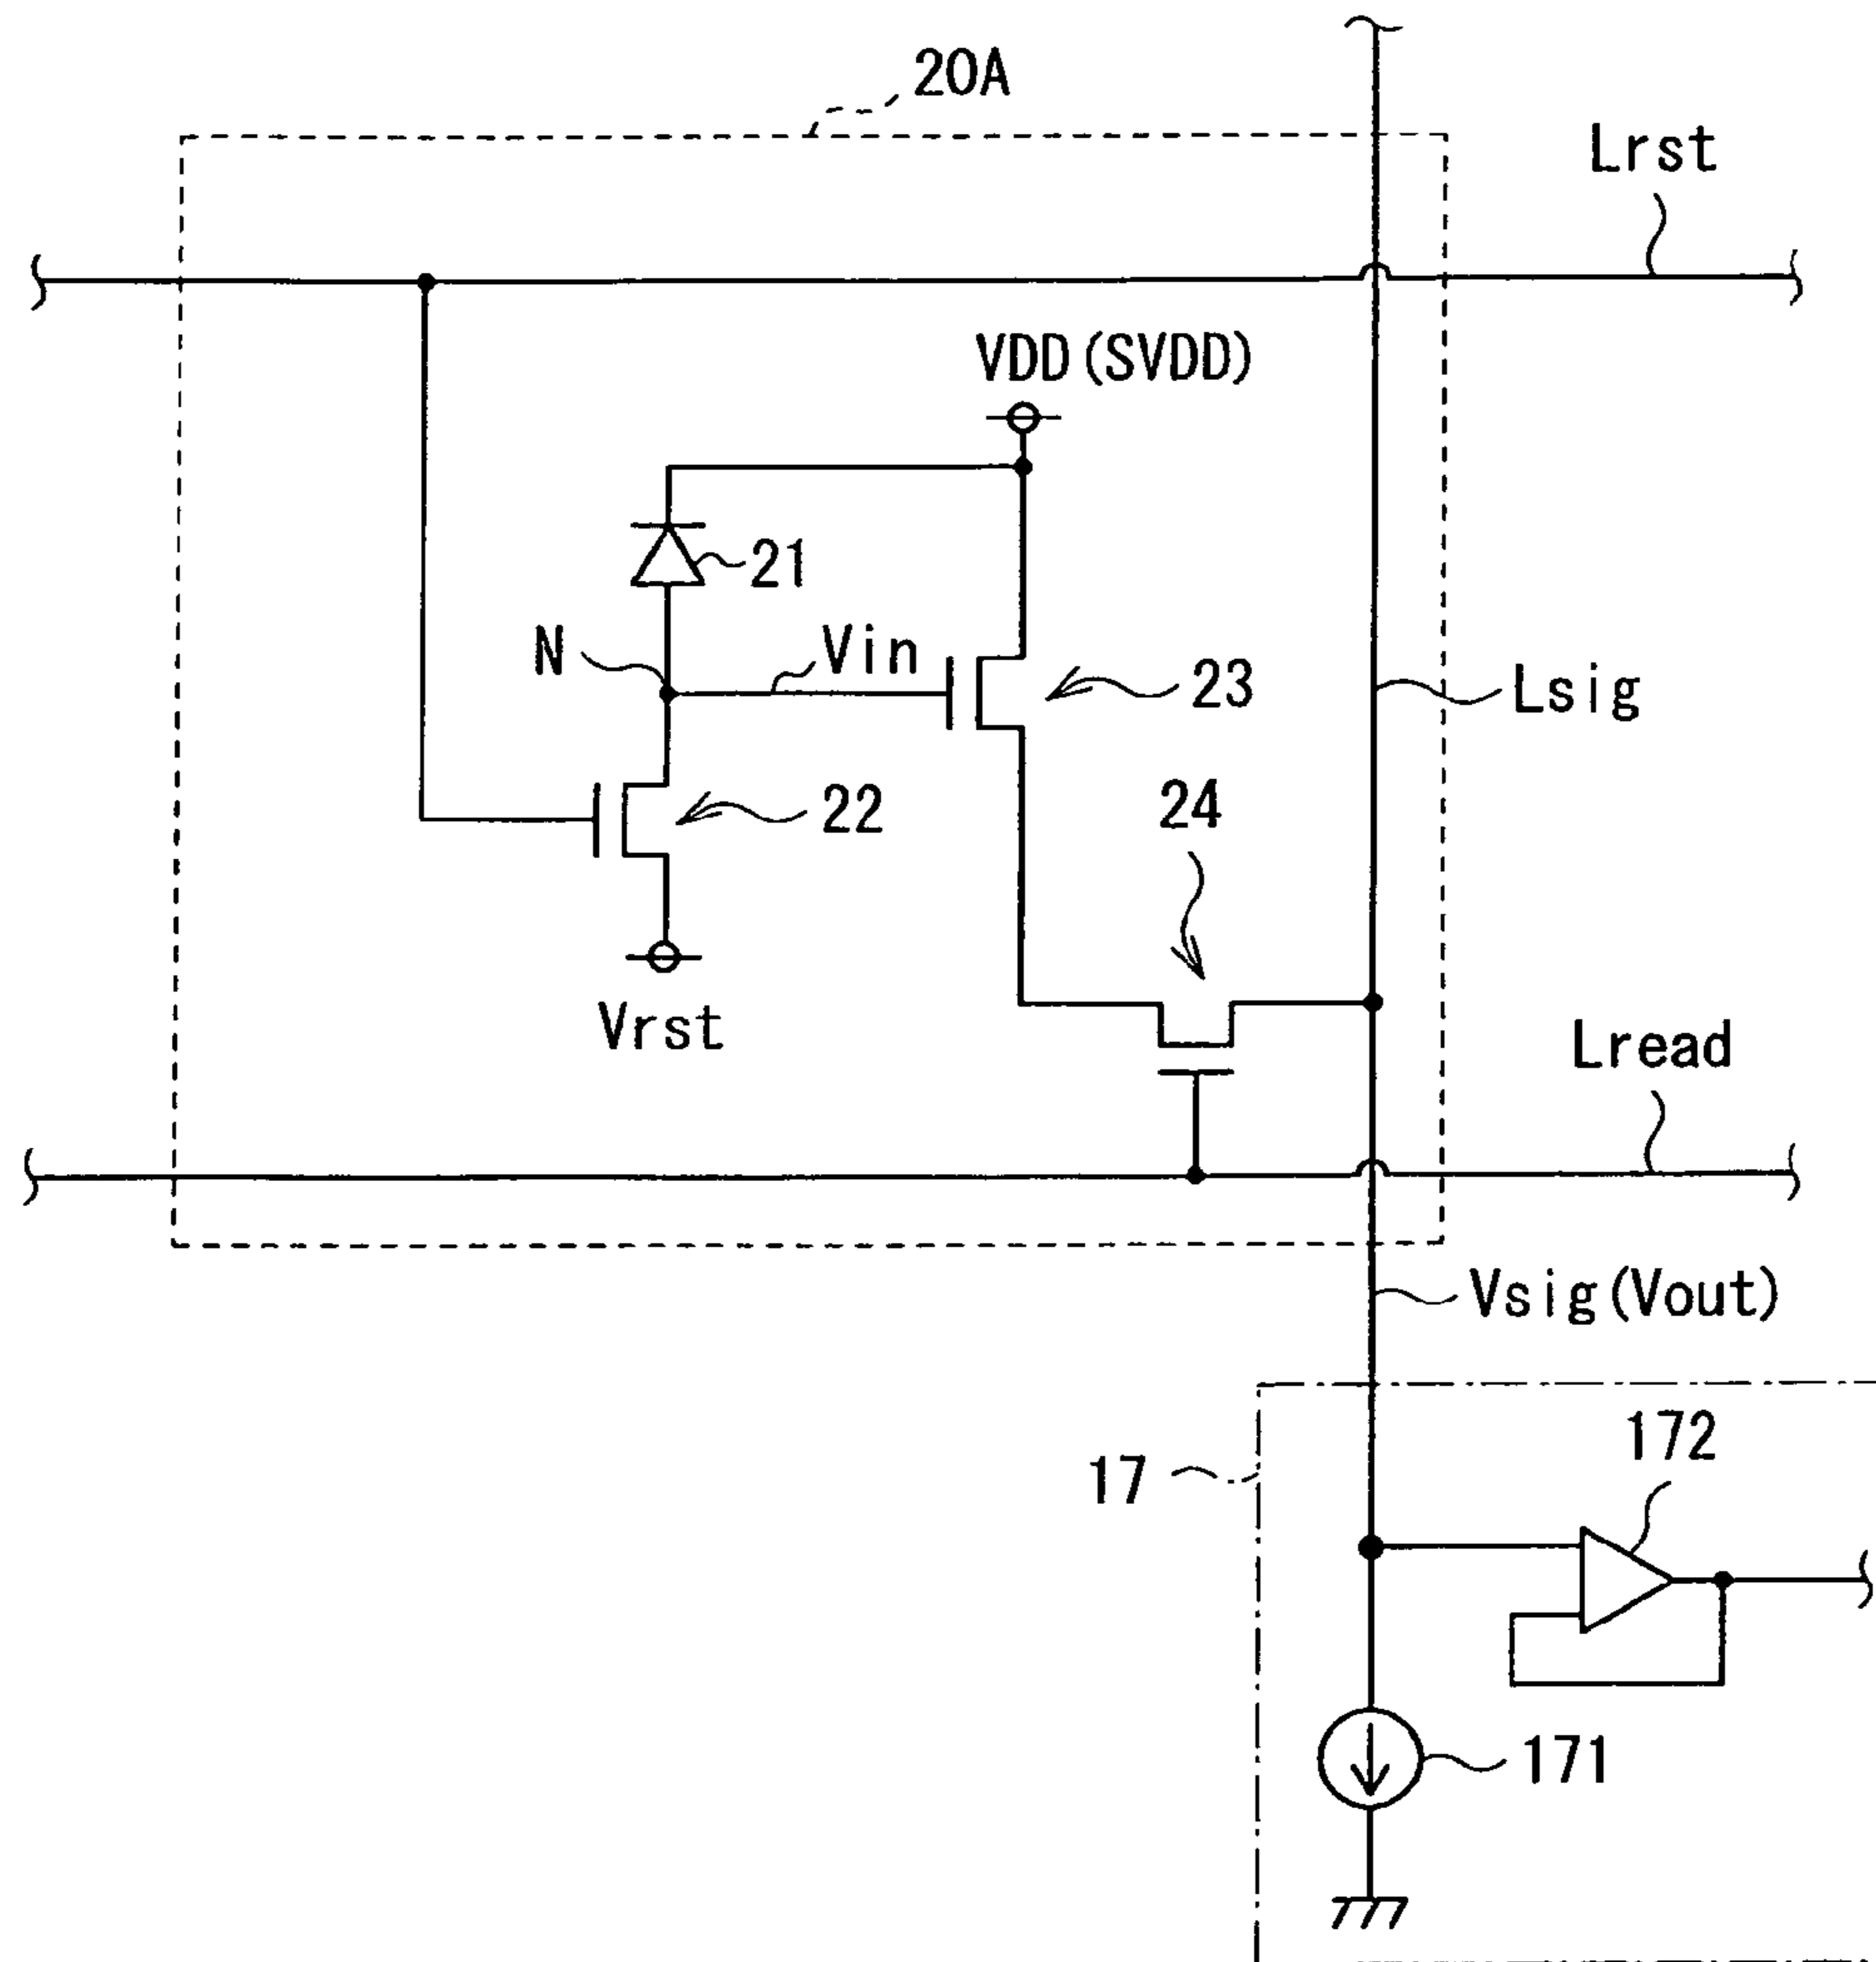 20A
Lrst
VDD(SVDD)
21
N
Vin
23
Lsig
22
24
Vrst
Lread
Vsig(Vout)
172
17
171